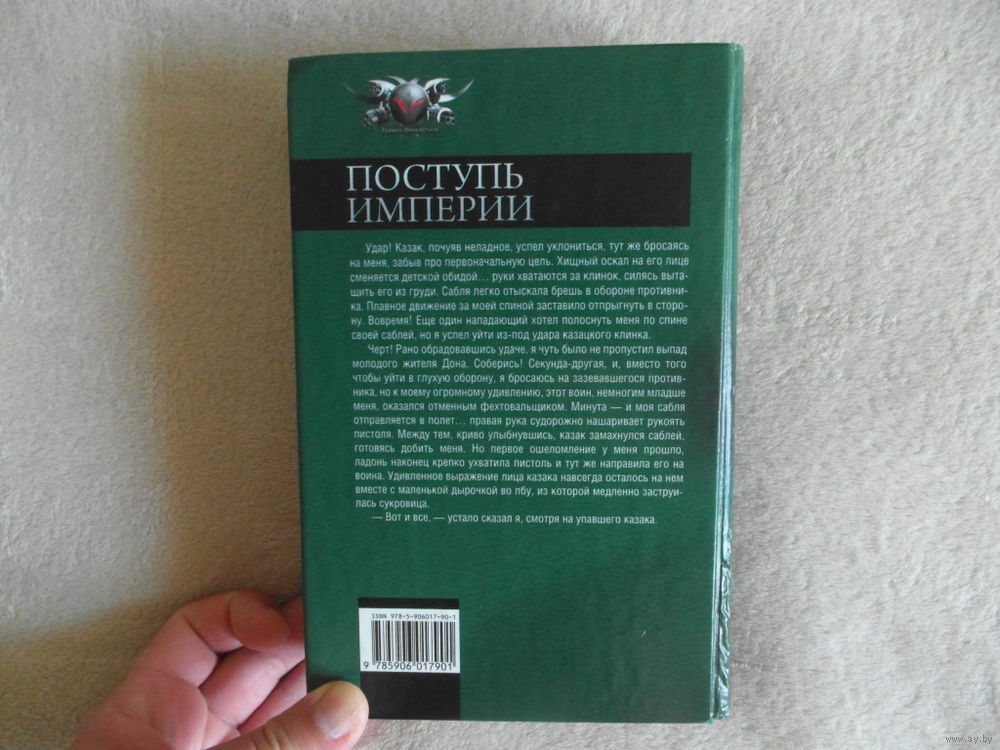 ПОСТУПЬ
ИМПЕРИИ
Удар! Казак, почуяв неладное, успел уклониться, тут же бросаясь
на меня, забыв про первоначальную цель. Хищный оскал на его лице
сменяется детской обидой... руки хватаются за клинок, силясь выта-
щить его из груди. Сабля легко отыскала брешь в обороне противни-
ка. Плавное движение за моей спиной заставило отпрыгнуть в сторо-
ну. Вовремя! Еще один нападающий хотел полоснуть меня по спине
своей саблей, но я успел уйти из-под удара казацкого клинка.
Черт! Рано обрадовавшись удаче, я чуть было не пропустил выпад
молодого жителя Дона. Соберись! Секунда-другая, и, вместо того
чтобы уйти в глухую оборону, я бросаюсь на зазевавшегося против-
ника, но к моему огромному удивлению, этот воин, немногим младше
меня, оказался отменным фехтовальщиком. Минута — и моя сабля
отправляется в полет... правая рука судорожно нашаривает рукоять
пистоля. Между тем, криво улыбнувшись, казак замахнулся саблей,
готовясь добить меня. Но первое ошеломление у меня прошло,
ладонь наконец крепко ухватила пистоль и тут же направила его на
воина. Удивленное выражение лица казака навсегда осталось на нем
вместе с маленькой дырочкой во лбу, из которой медленно заструи-
лась сукровица.
— Вот и все, — устало сказал я, смотря на упавшего казака.
ISBN 978-5-906017-90-1
9 785906 017901
www.ay.by